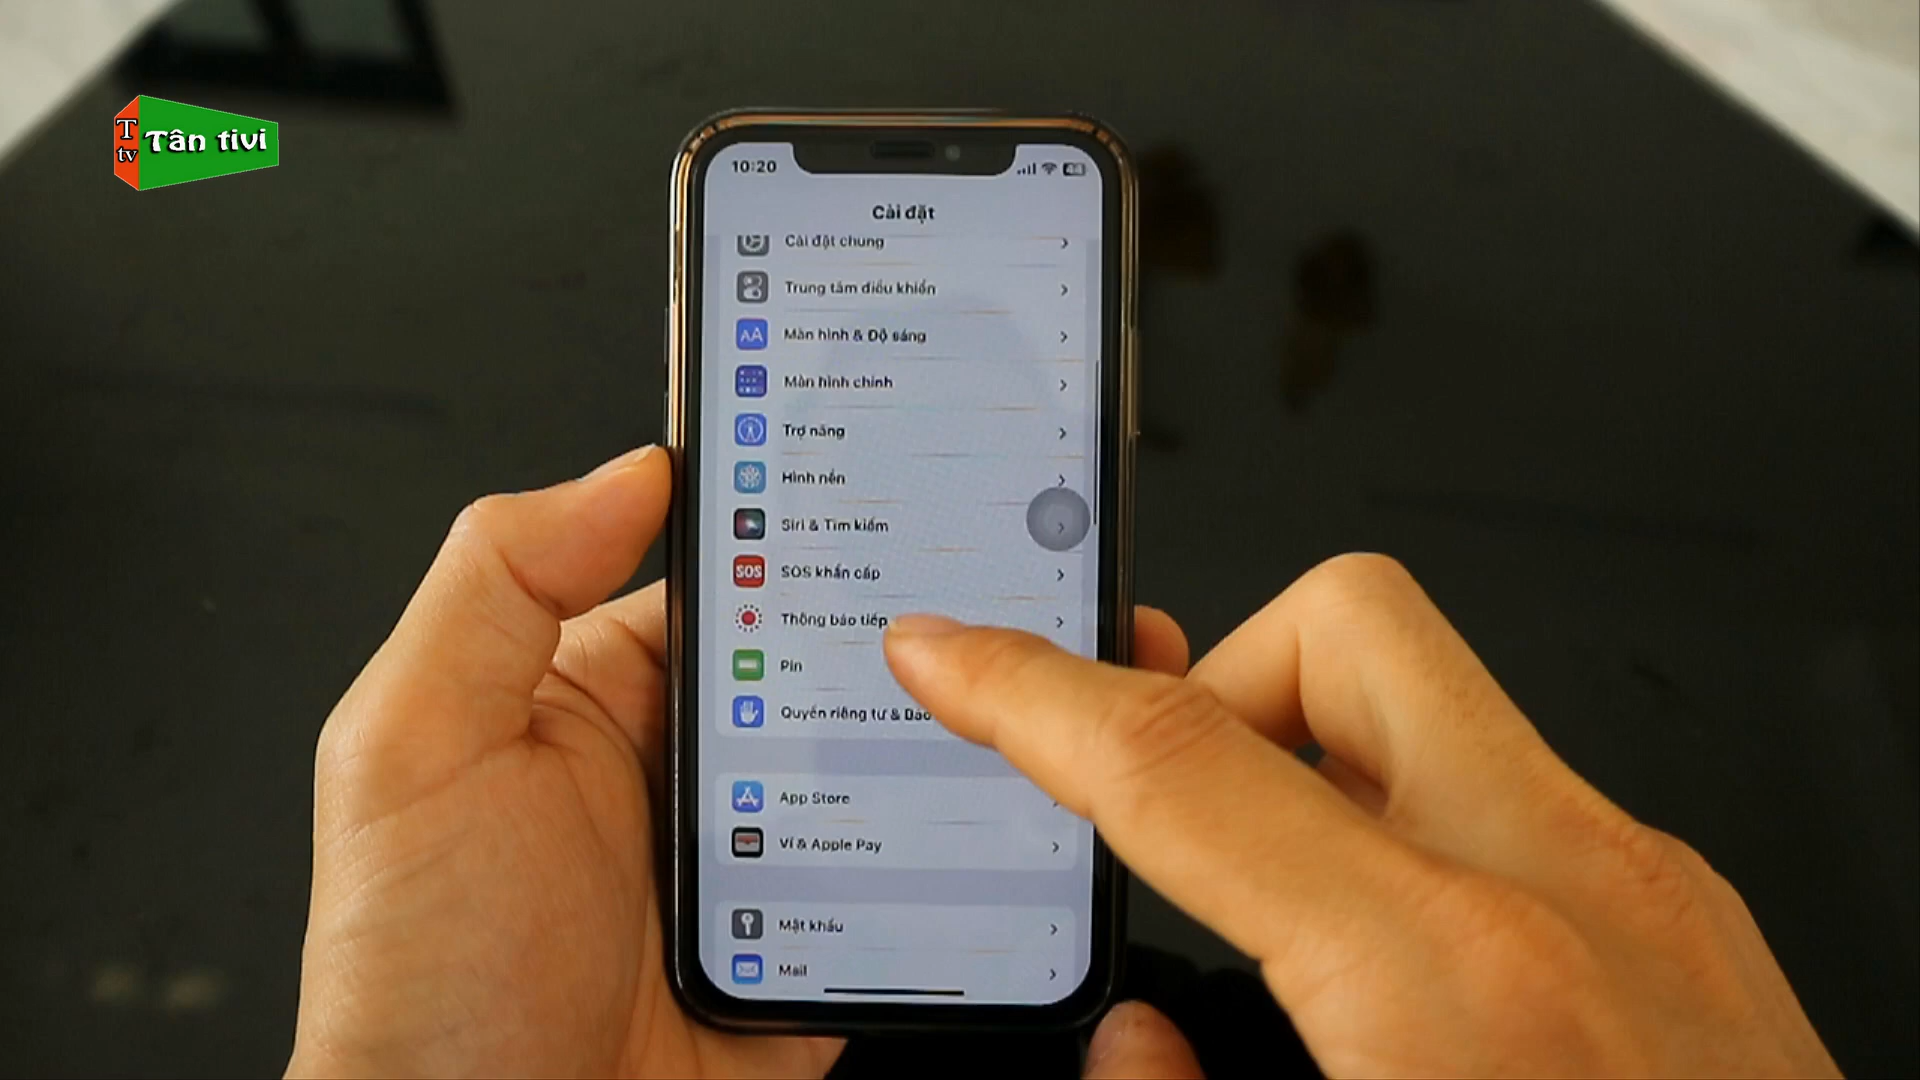 T
tv
Tân tivi
10:20
Cài đặt
Cài đặt chung
Trung tâm điều khiển
AA
Màn hình & Độ sáng
Màn hình chính
Trợ năng
Hình nền
Siri & Tìm kiếm
SOS
SOS khẩn cấp
Thông báo tiếp
Pin
Quyền riêng tư & Bảo
App Store
Ví & Apple Pay
Mật khẩu
Mail